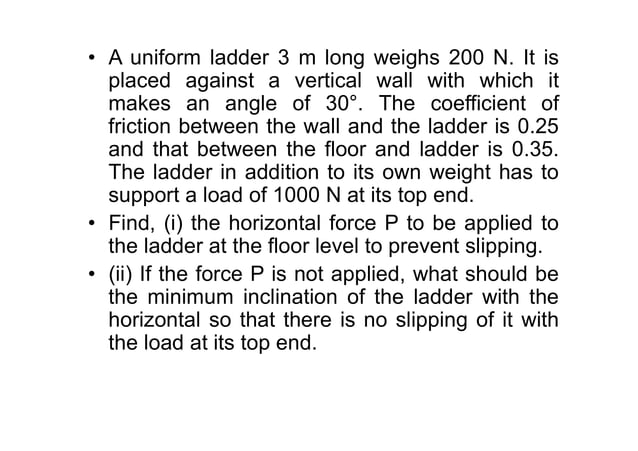 • A uniform ladder 3 m long weighs 200 N. It is
placed against a vertical wall with which it
makes an angle of 30°. The coefficient of
friction between the wall and the ladder is 0.25
and that between the floor and ladder is 0.35.
The ladder in addition to its own weight has to
support a load of 1000 N at its top end.
• Find, (i) the horizontal force P to be applied to
the ladder at the floor level to prevent slipping.
• (ii) If the force P is not applied, what should be
the minimum inclination of the ladder with the
horizontal so that there is no slipping of it with
the load at its top end.